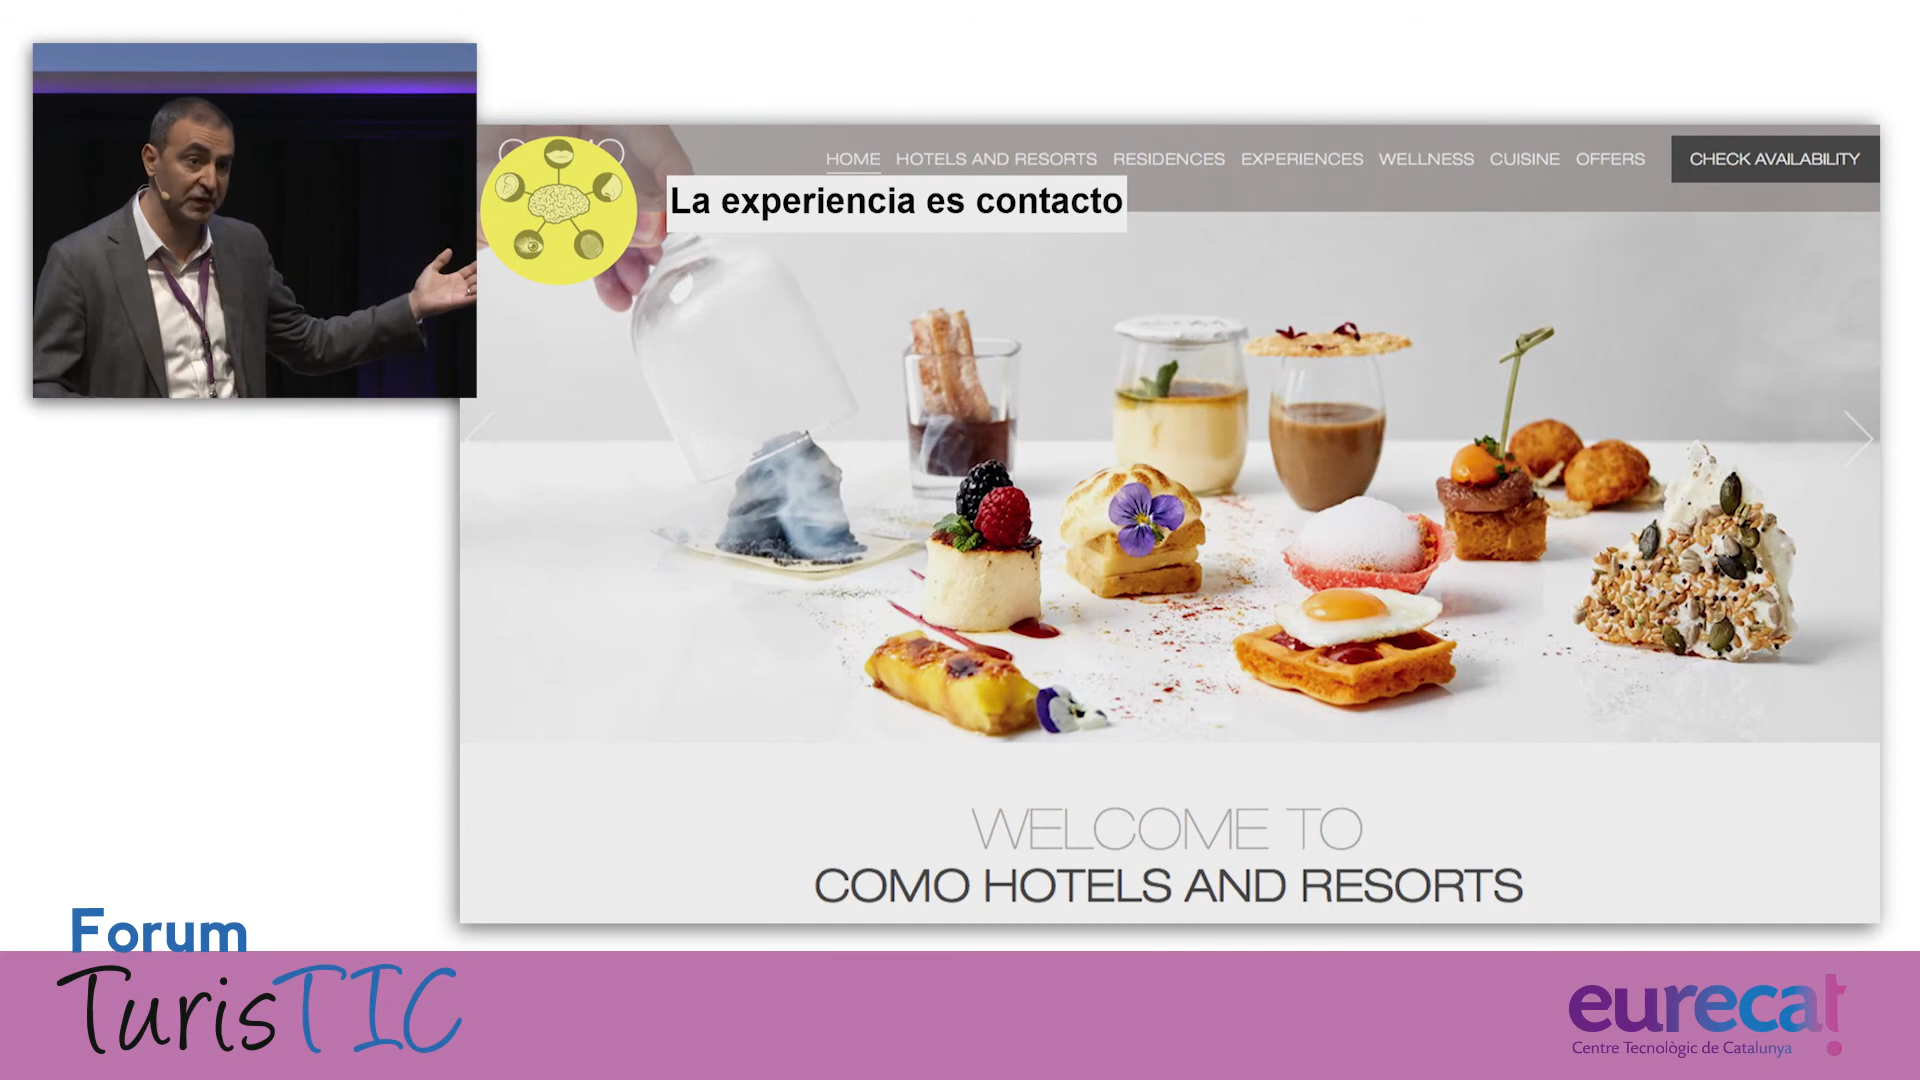 HOME HOTELS AND RESORTS RESIDENCES EXPERIENCES WELLNESS CUISINE OFFERS CHECK AVAILABILITY
La experiencia es contacto
WELCOME TO
COMO HOTELS AND RESORTS
Forum
TurisTIC
eurecat
Centre Tecnològic de Catalunya